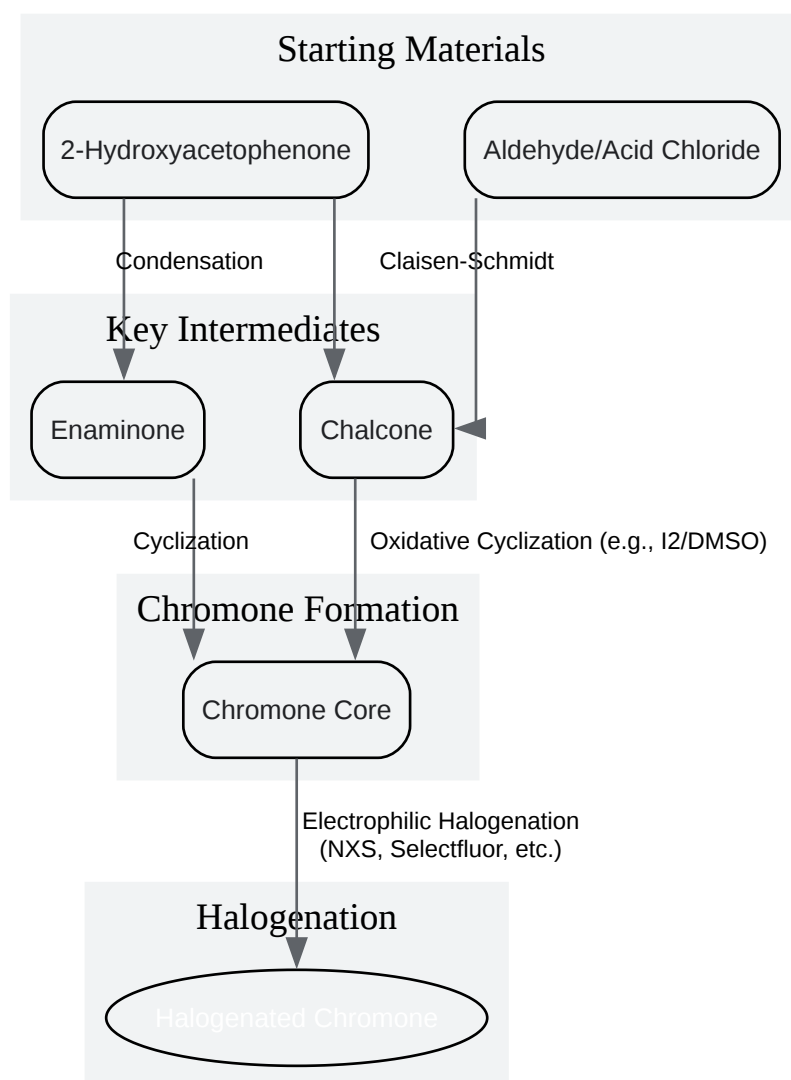 Starting Materials
2-Hydroxyacetophenone
Aldehyde/Acid Chloride
Condensation
Claisen-Schmidt
Key Intermediates
Enaminone
Chalcone
Cyclization
Oxidative Cyclization (e.g., I2/DMSO)
Chromone Formation
Chromone Core
Electrophilic Halogenation
(NXS, Selectfluor, etc.)
Halogenation
Halogenated Chromone